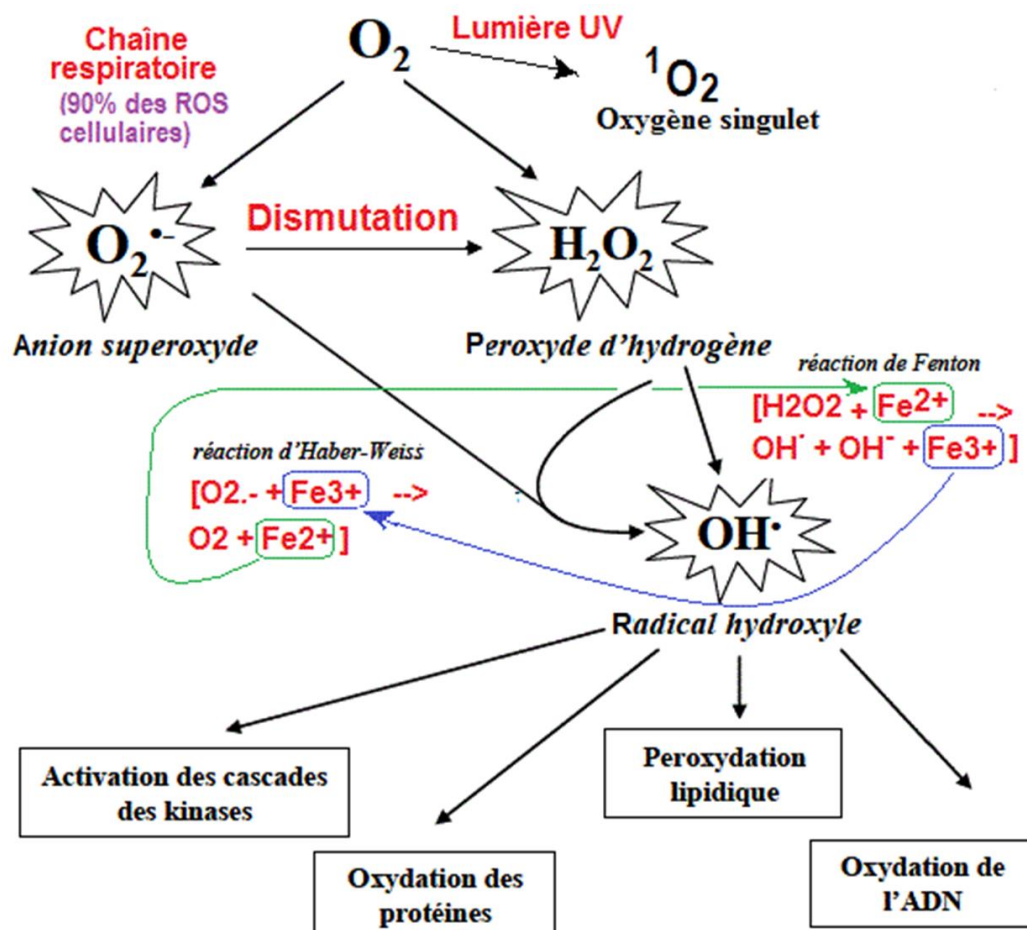 Chaîne
respiratoire
(90% des ROS
cellulaires)
O₂
Lumière UV
¹O₂
Oxygène singulet
O₂•-
Dismutation
H₂O₂
Anion superoxyde
Peroxyde d'hydrogène
réaction de Fenton
[H2O2 + Fe2+ -->
OH· + OH- + Fe3+ ]
réaction d'Haber-Weiss
[O2.- + Fe3+ -->
O2 + Fe2+ ]
OH•
Radical hydroxyle
Activation des cascades
des kinases
Peroxydation
lipidique
Oxydation des
protéines
Oxydation de
l'ADN